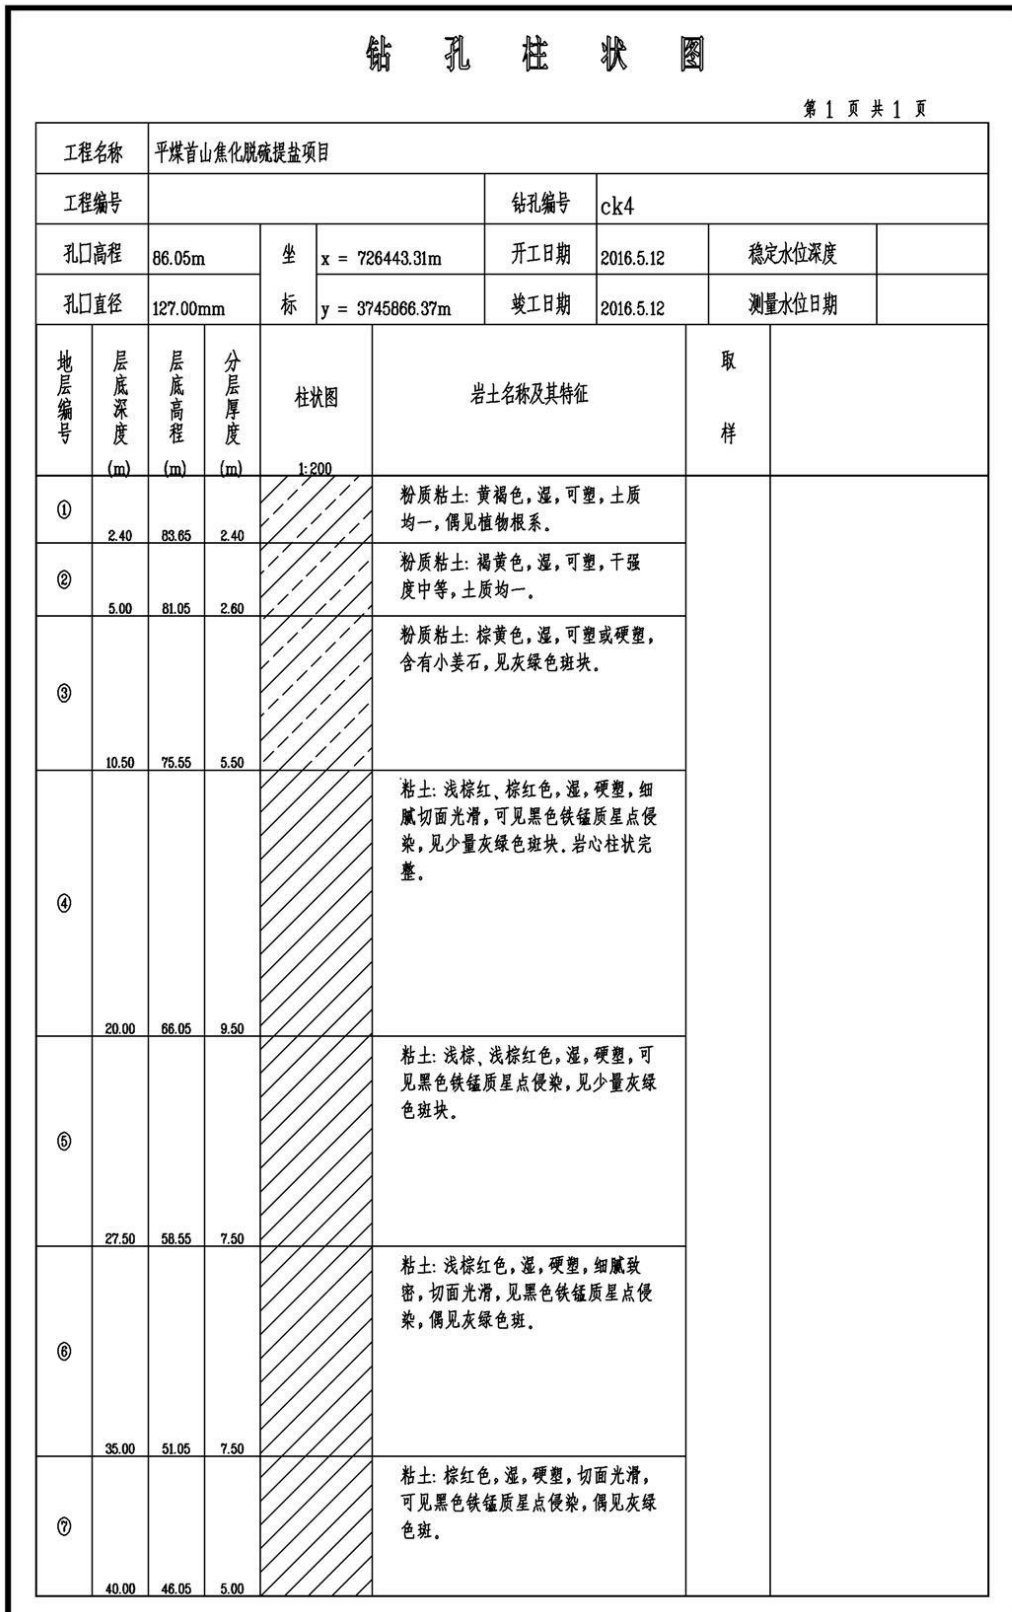 钻孔柱状图
第 1 页 共 1 页
工程名称 平煤首山焦化脱硫提盐项目
工程编号 钻孔编号 ck4
孔口高程 86.05m 坐 x = 726443.31m 开工日期 2016.5.12 稳定水位深度
孔口直径 127.00mm 标 y = 3745866.37m 竣工日期 2016.5.12 测量水位日期
地层编号 层底深度 (m) 层底高程 (m) 分层厚度 (m) 柱状图 1:200 岩土名称及其特征 取样
① 2.40 83.65 2.40
粉质粘土: 黄褐色,湿,可塑,土质
均一,偶见植物根系.
② 5.00 81.05 2.60
粉质粘土: 褐黄色,湿,可塑,干强
度中等,土质均一.
③ 10.50 75.55 5.50
粉质粘土: 棕黄色,湿,可塑或硬塑,
含有小姜石,见灰绿色斑块.
④ 20.00 66.05 9.50
粘土: 浅棕红、棕红色,湿,硬塑,细
腻切面光滑,可见黑色铁锰质星点侵
染,见少量灰绿色斑块.岩心柱状完
整.
⑤ 27.50 58.55 7.50
粘土: 浅棕、浅棕红色,湿,硬塑,可
见黑色铁锰质星点侵染,见少量灰绿
色斑块.
⑥ 35.00 51.05 7.50
粘土: 浅棕红色,湿,硬塑,细腻致
密,切面光滑,见黑色铁锰质星点侵
染,偶见灰绿色斑.
⑦ 40.00 46.05 5.00
粘土: 棕红色,湿,硬塑,切面光滑,
可见黑色铁锰质星点侵染,偶见灰绿
色斑.